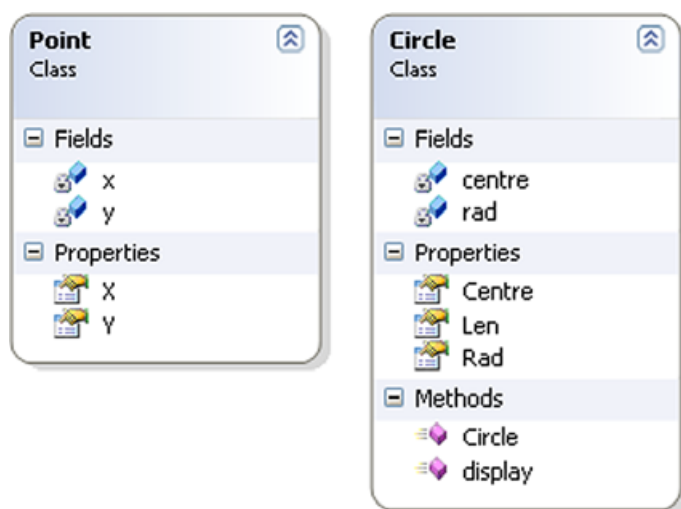 Point
Class
Fields
x
y
Properties
X
Y
Circle
Class
Fields
centre
rad
Properties
Centre
Len
Rad
Methods
Circle
display